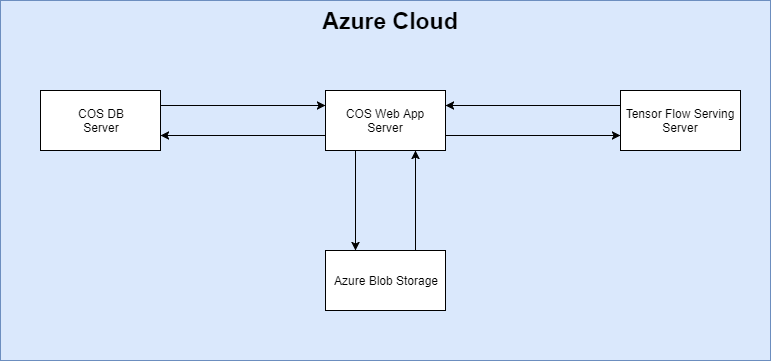 Azure Cloud
COS DB
Server
COS Web App
Server
Tensor Flow Serving
Server
Azure Blob Storage